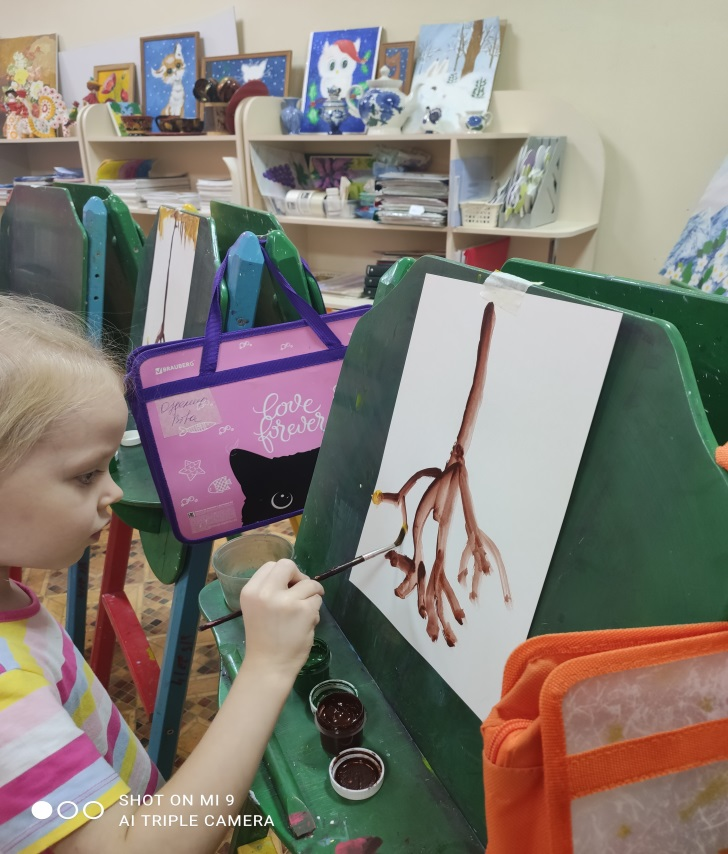 BRAUBERG
love
forever
SHOT ON MI 9
AI TRIPLE CAMERA